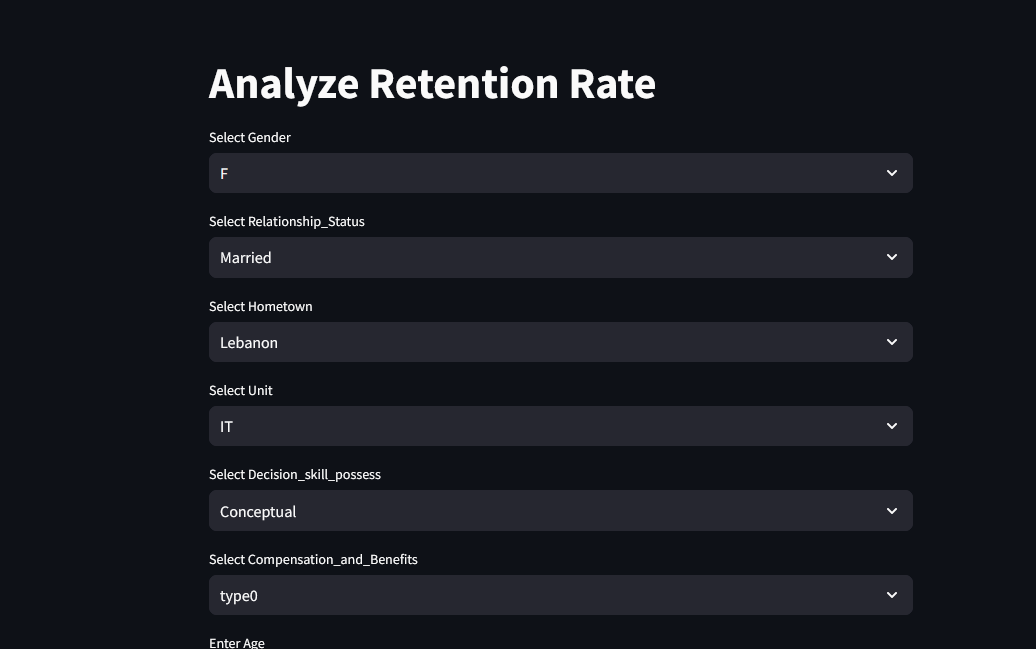 Analyze Retention Rate
Select Gender
F
Select Relationship_Status
Married
Select Hometown
Lebanon
Select Unit
IT
Select Decision_skill_possess
Conceptual
Select Compensation_and_Benefits
type0
Enter Age